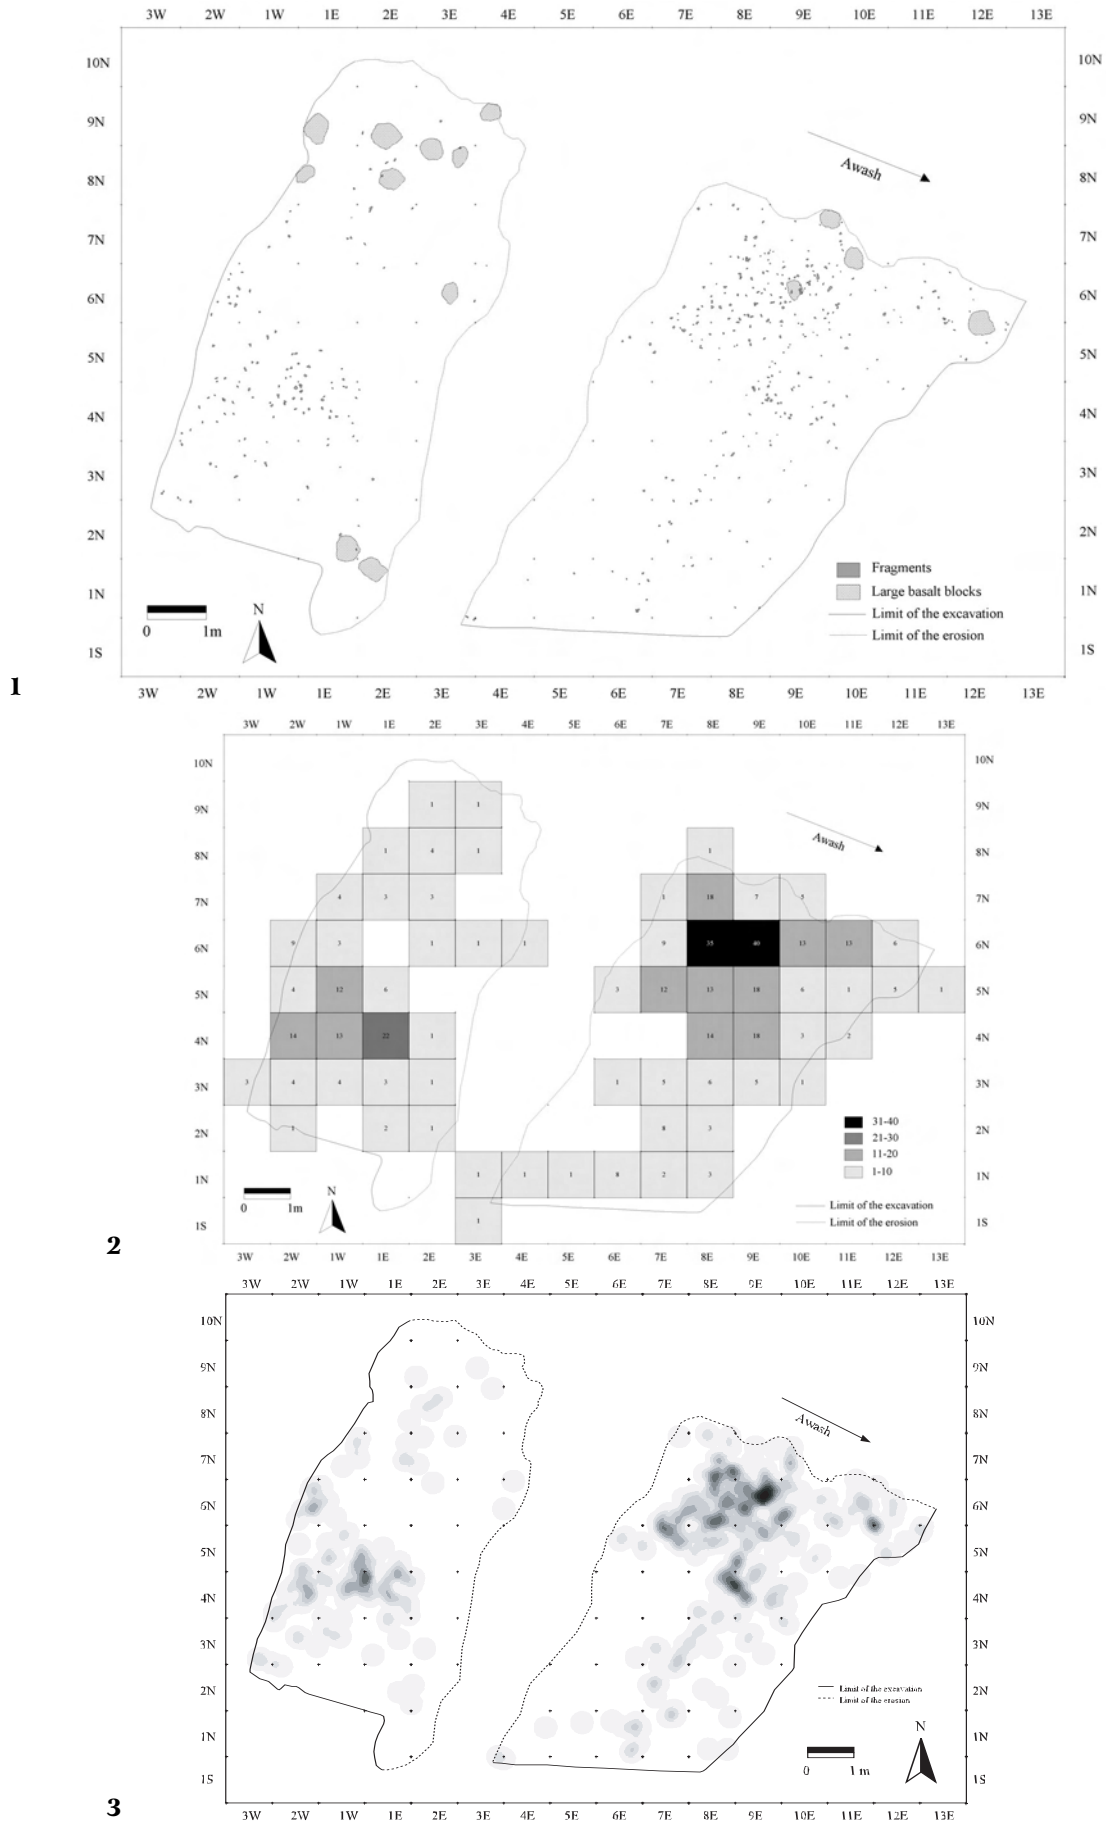 3W 2W 1W 1E 2E 3E 4E 5E 6E 7E 8E 9E 10E 11E 12E 13E
10N 10N
9N 9N
8N 8N
Awash
7N 7N
6N 6N
5N 5N
4N 4N
3N 3N
2N 2N
Fragments
1N Large basalt blocks 1N
N Limit of the excavation
0 1m Limit of the erosion
1S 1S
1
3W 2W 1W 1E 2E 3E 4E 5E 6E 7E 8E 9E 10E 11E 12E 13E
3W 2W 1W 1E 2E 3E 4E 5E 6E 7E 8E 9E 10E 11E 12E 13E
10N 10N
9N 1 1 9N
Awash
8N 1 4 1 1 8N
7N 4 3 3 1 18 7 5 7N
6N 9 3 1 1 1 9 35 40 13 13 6 6N
5N 4 12 6 3 12 13 18 6 1 5 1 5N
4N 14 13 22 1 14 18 3 2 4N
3N 3 4 4 3 1 1 5 6 5 1 3N
31-40
2N 1 2 1 8 3 2N
21-30
11-20
1N 1 1 1 8 2 3 1-10 1N
N
0 1m Limit of the excavation
1S 1 Limit of the erosion 1S
2
3W 2W 1W 1E 2E 3E 4E 5E 6E 7E 8E 9E 10E 11E 12E 13E
3W 2W 1W 1E 2E 3E 4E 5E 6E 7E 8E 9E 10E 11E 12E 13E
10N 10N
9N 9N
8N 8N
Awash
7N 7N
6N 6N
5N 5N
4N 4N
3N 3N
2N Limit of the excavation 2N
Limit of the erosion
1N N 1N
0 1 m
1S 1S
3
3W 2W 1W 1E 2E 3E 4E 5E 6E 7E 8E 9E 10E 11E 12E 13E